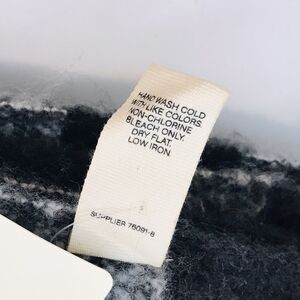 HAND WASH COLD
WITH LIKE COLORS.
NON-CHLORINE
BLEACH ONLY.
DRY FLAT.
LOW IRON.
SUPPLIER 76091-8